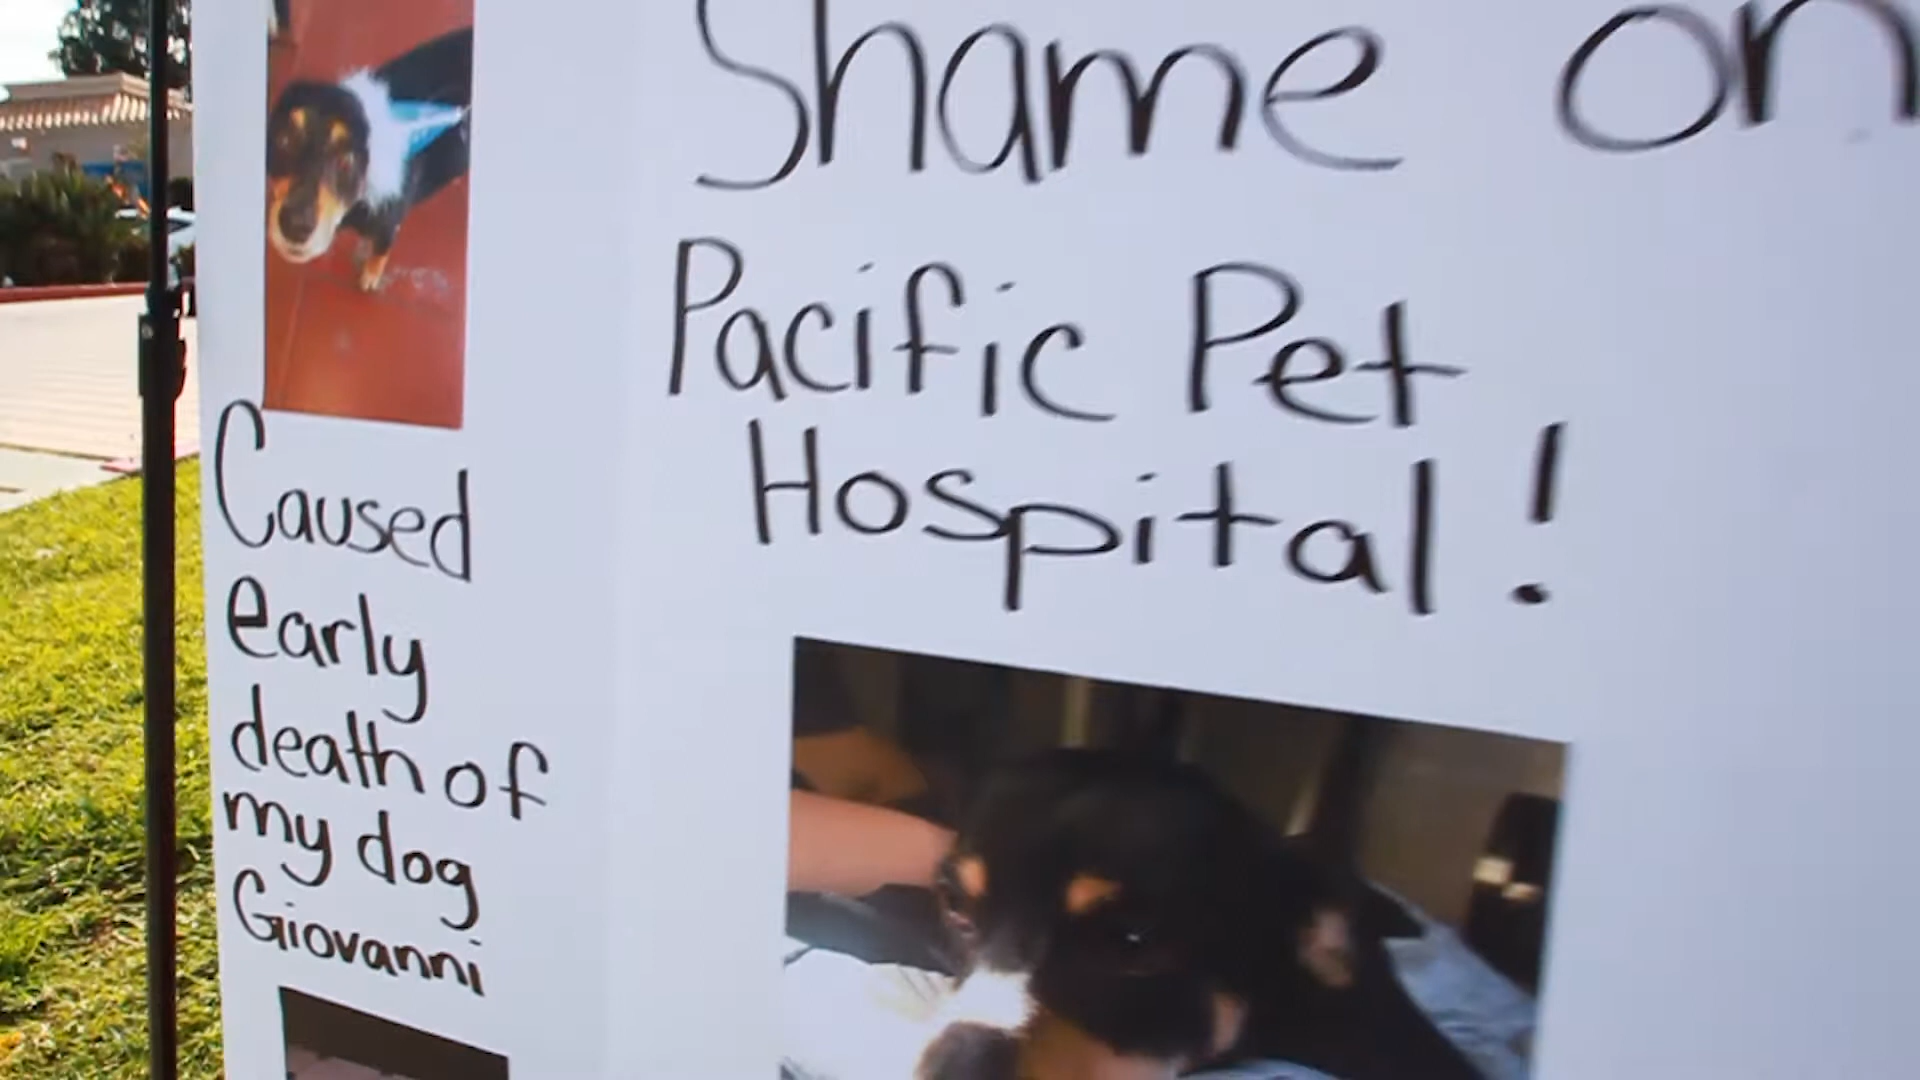 Shame on
Pacific Pet
Hospital!
Caused
early
death of
my dog
Giovanni